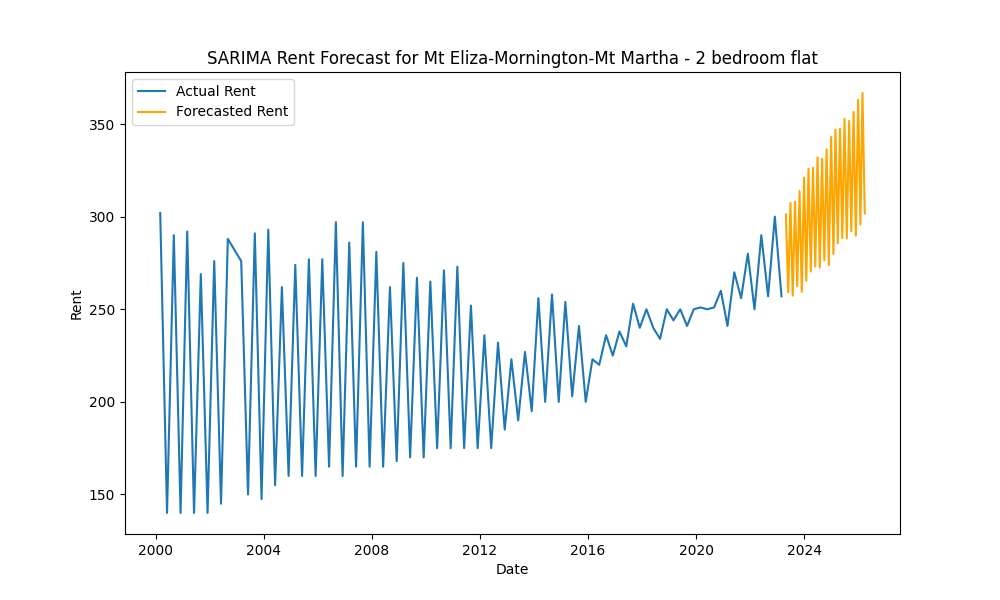 SARIMA Rent Forecast for Mt Eliza-Mornington-Mt Martha - 2 bedroom flat
Actual Rent
Forecasted Rent
350
300
250
200
150
Rent
2000 2004 2008 2012 2016 2020 2024
Date